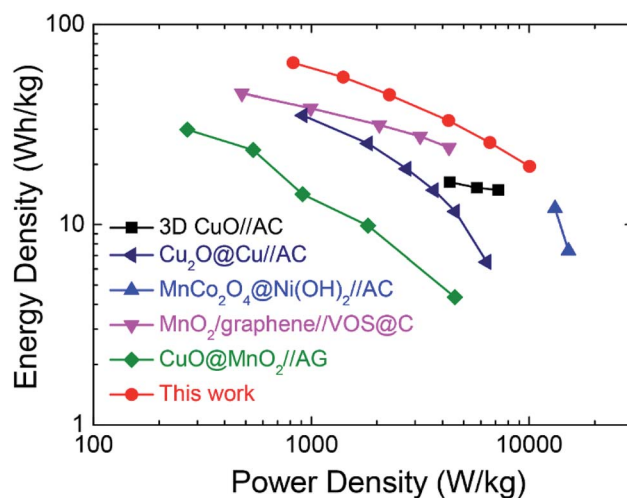 100
10
1
Energy Density (Wh/kg)
3D CuO//AC
Cu₂O@Cu//AC
MnCo₂O₄@Ni(OH)₂//AC
MnO₂/graphene//VOS@C
CuO@MnO₂//AG
This work
100 1000 10000
Power Density (W/kg)